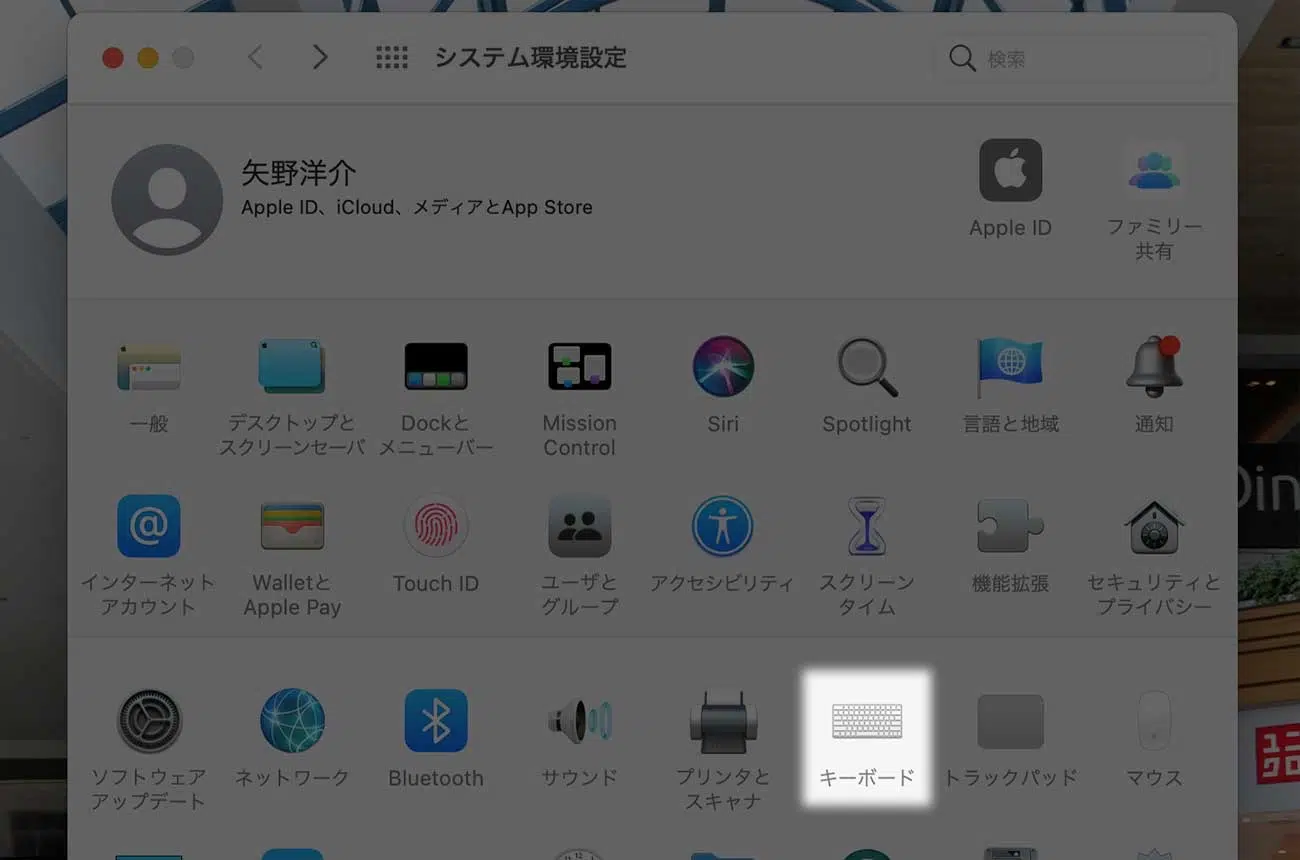 システム環境設定
検索
矢野洋介
Apple ID、iCloud、メディアとApp Store
Apple ID
ファミリー
共有
一般
デスクトップと
スクリーンセーバ
Dockと
メニューバー
Mission
Control
Siri
Spotlight
言語と地域
通知
インターネット
アカウント
Walletと
Apple Pay
Touch ID
ユーザと
グループ
アクセシビリティ
スクリーン
タイム
機能拡張
セキュリティと
プライバシー
ソフトウェア
アップデート
ネットワーク
Bluetooth
サウンド
プリンタと
スキャナ
キーボード
トラックパッド
マウス
Din